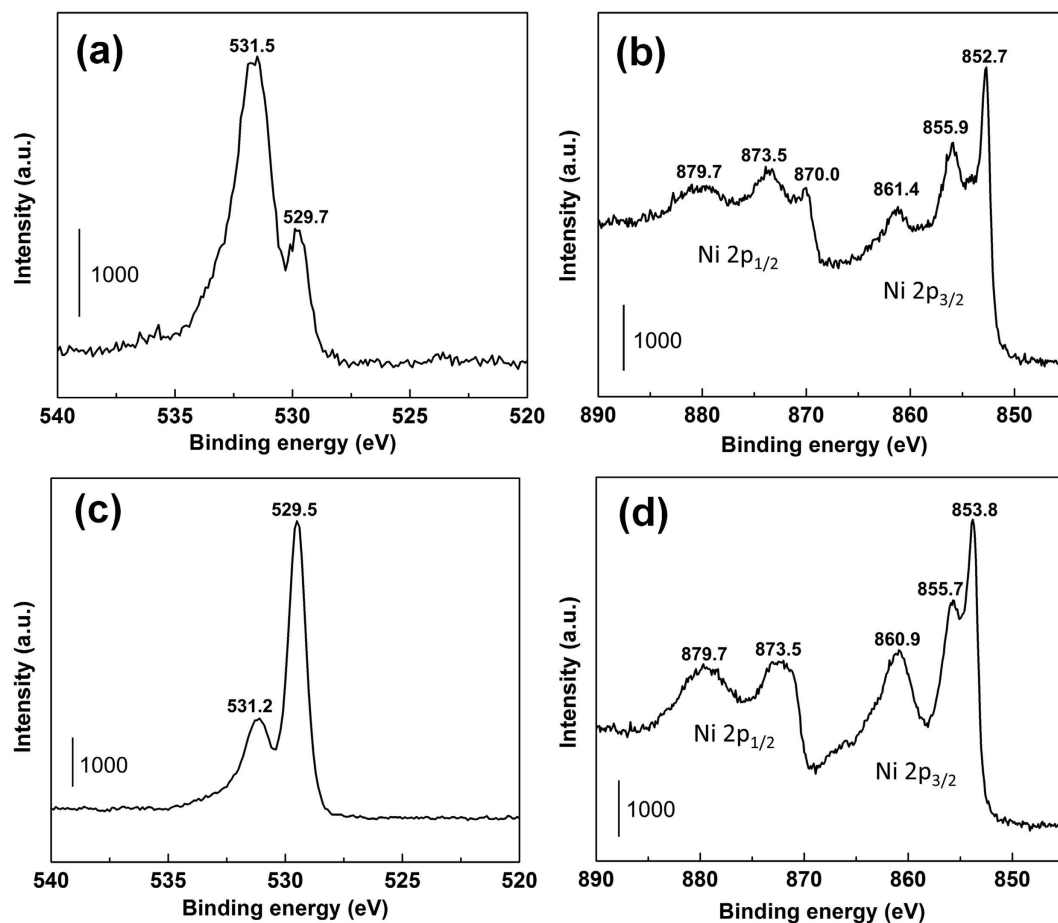 (a)
531.5
529.7
1000
Intensity (a.u.)
540 535 530 525 520
Binding energy (eV)
(b)
852.7
855.9
861.4
870.0
873.5
879.7
Ni 2p1/2
Ni 2p3/2
1000
Intensity (a.u.)
890 880 870 860 850
Binding energy (eV)
(c)
529.5
531.2
1000
Intensity (a.u.)
540 535 530 525 520
Binding energy (eV)
(d)
853.8
855.7
860.9
873.5
879.7
Ni 2p1/2
Ni 2p3/2
1000
Intensity (a.u.)
890 880 870 860 850
Binding energy (eV)